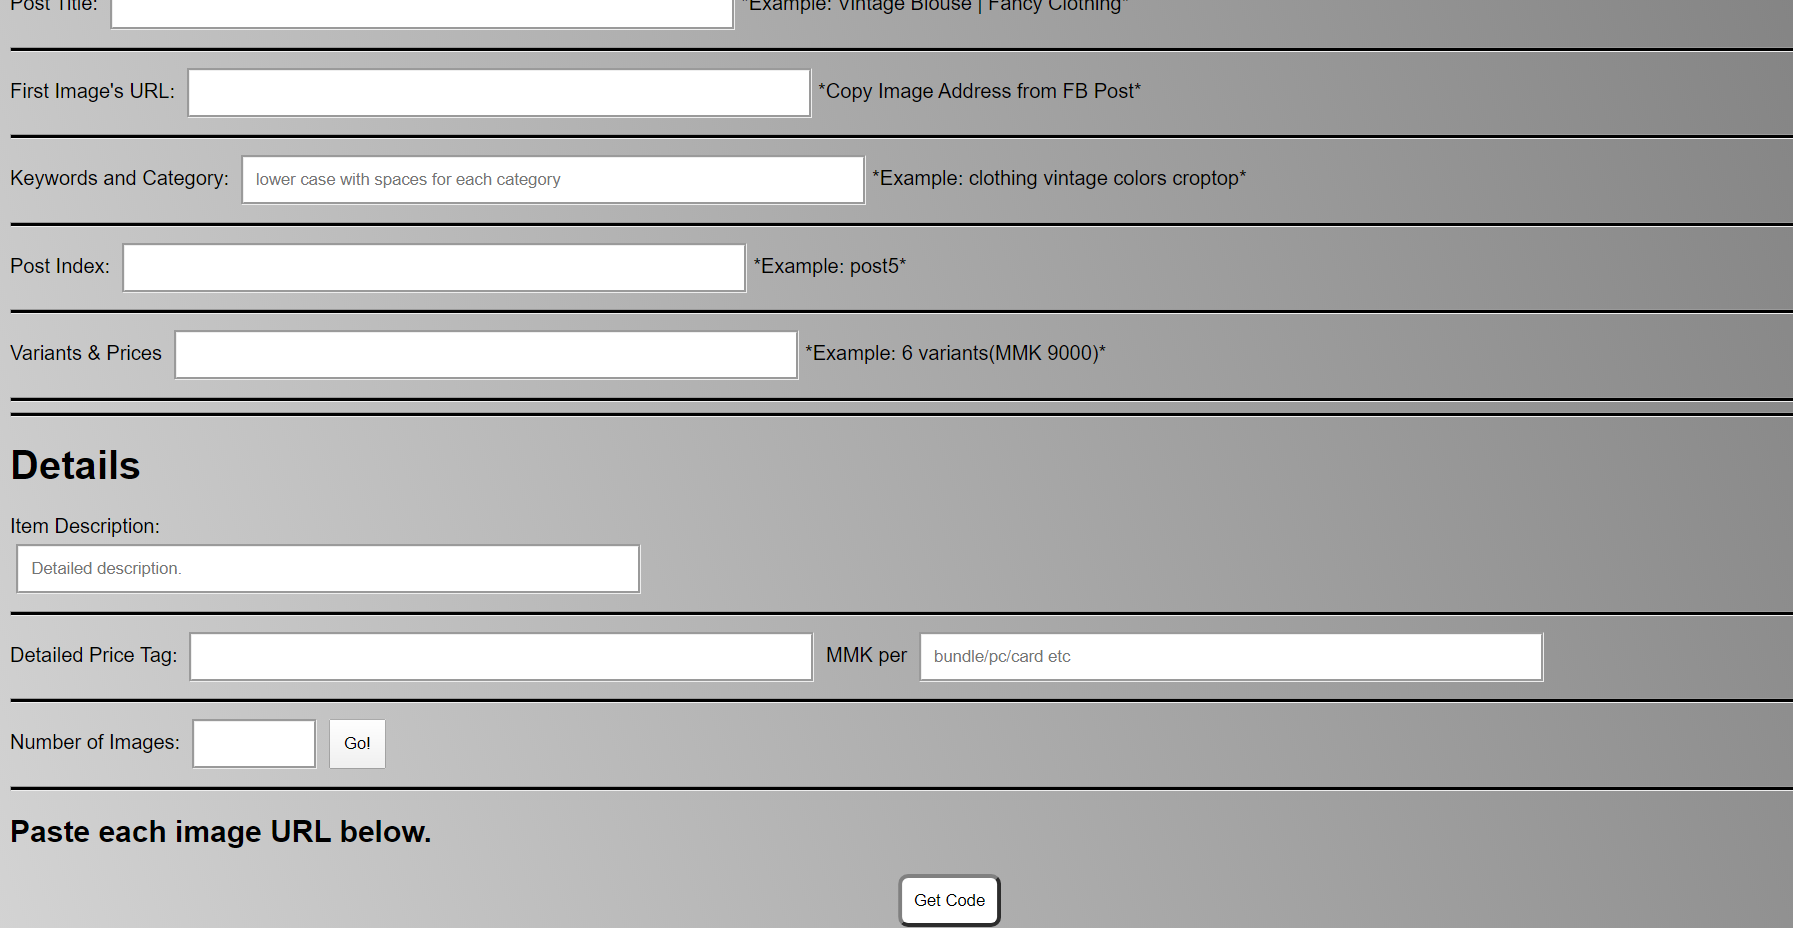 Post Title: *Example: Vintage Blouse | Fancy Clothing*
First Image's URL: *Copy Image Address from FB Post*
Keywords and Category: lower case with spaces for each category *Example: clothing vintage colors croptop*
Post Index: *Example: post5*
Variants & Prices *Example: 6 variants(MMK 9000)*
Details
Item Description:
Detailed description.
Detailed Price Tag: MMK per bundle/pc/card etc
Number of Images: Go!
Paste each image URL below.
Get Code